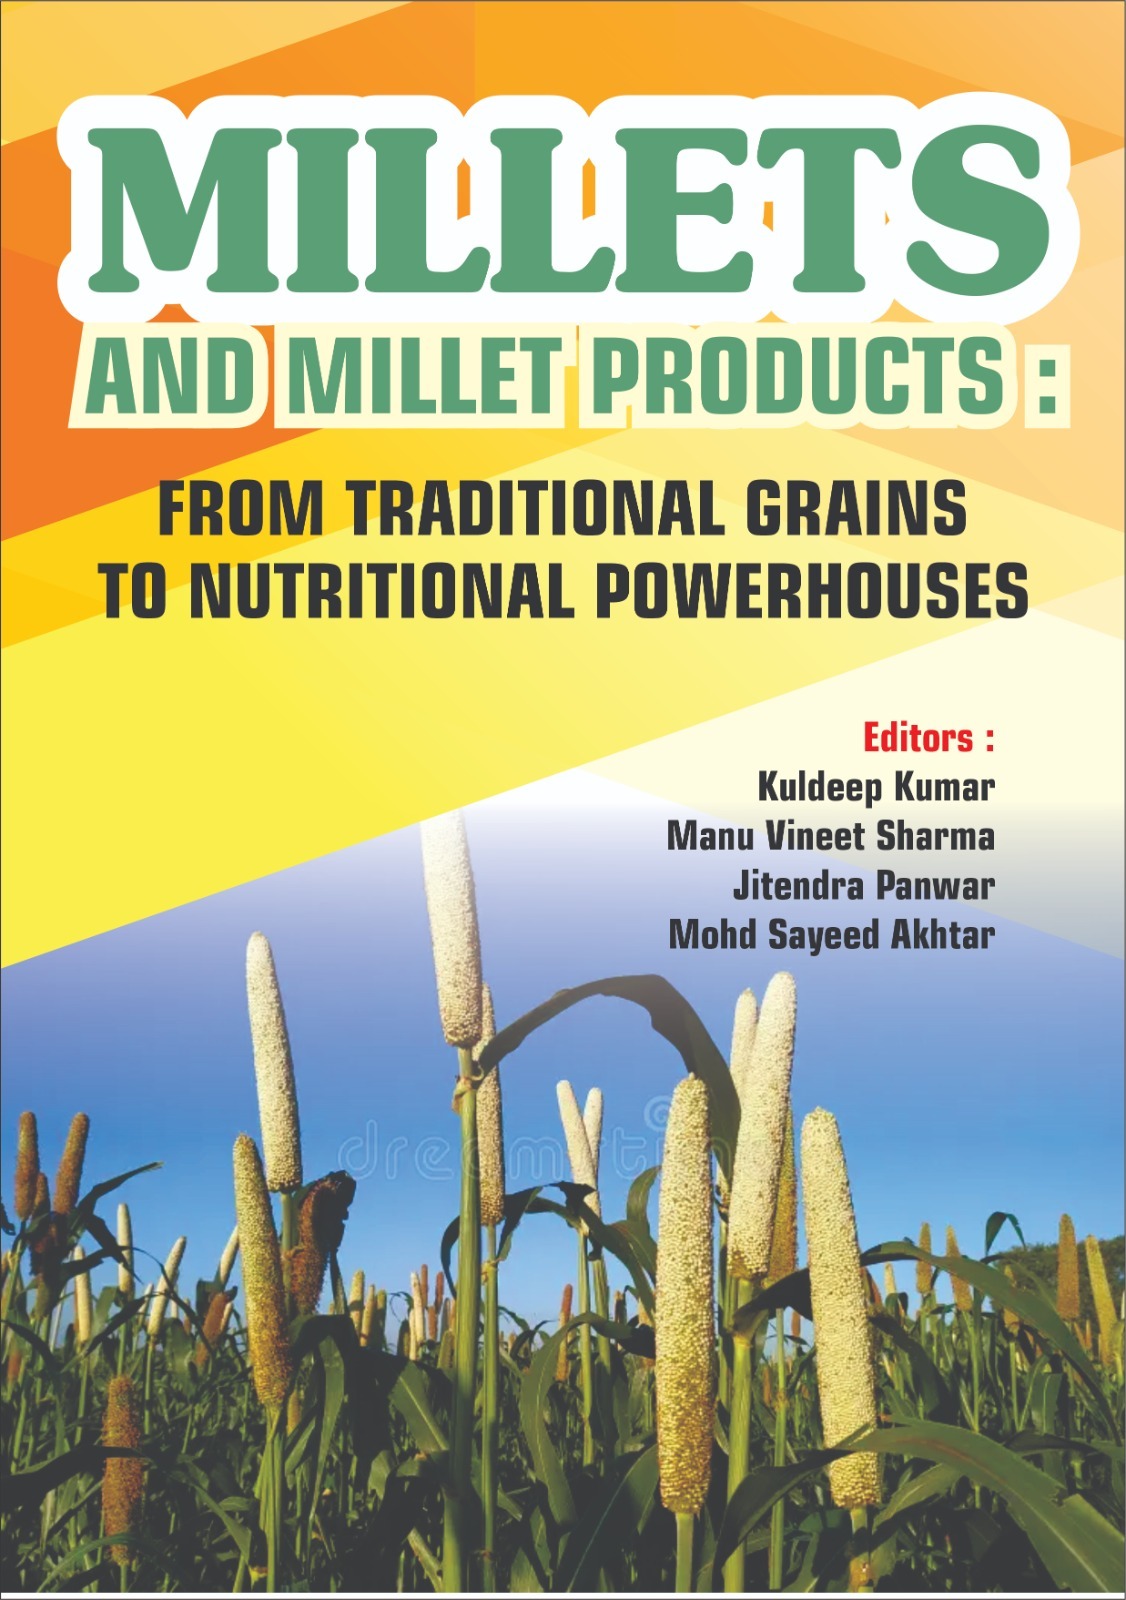 MILLETS
AND MILLET PRODUCTS :
FROM TRADITIONAL GRAINS
TO NUTRITIONAL POWERHOUSES
Editors :
Kuldeep Kumar
Manu Vineet Sharma
Jitendra Panwar
Mohd Sayeed Akhtar
dreamstime